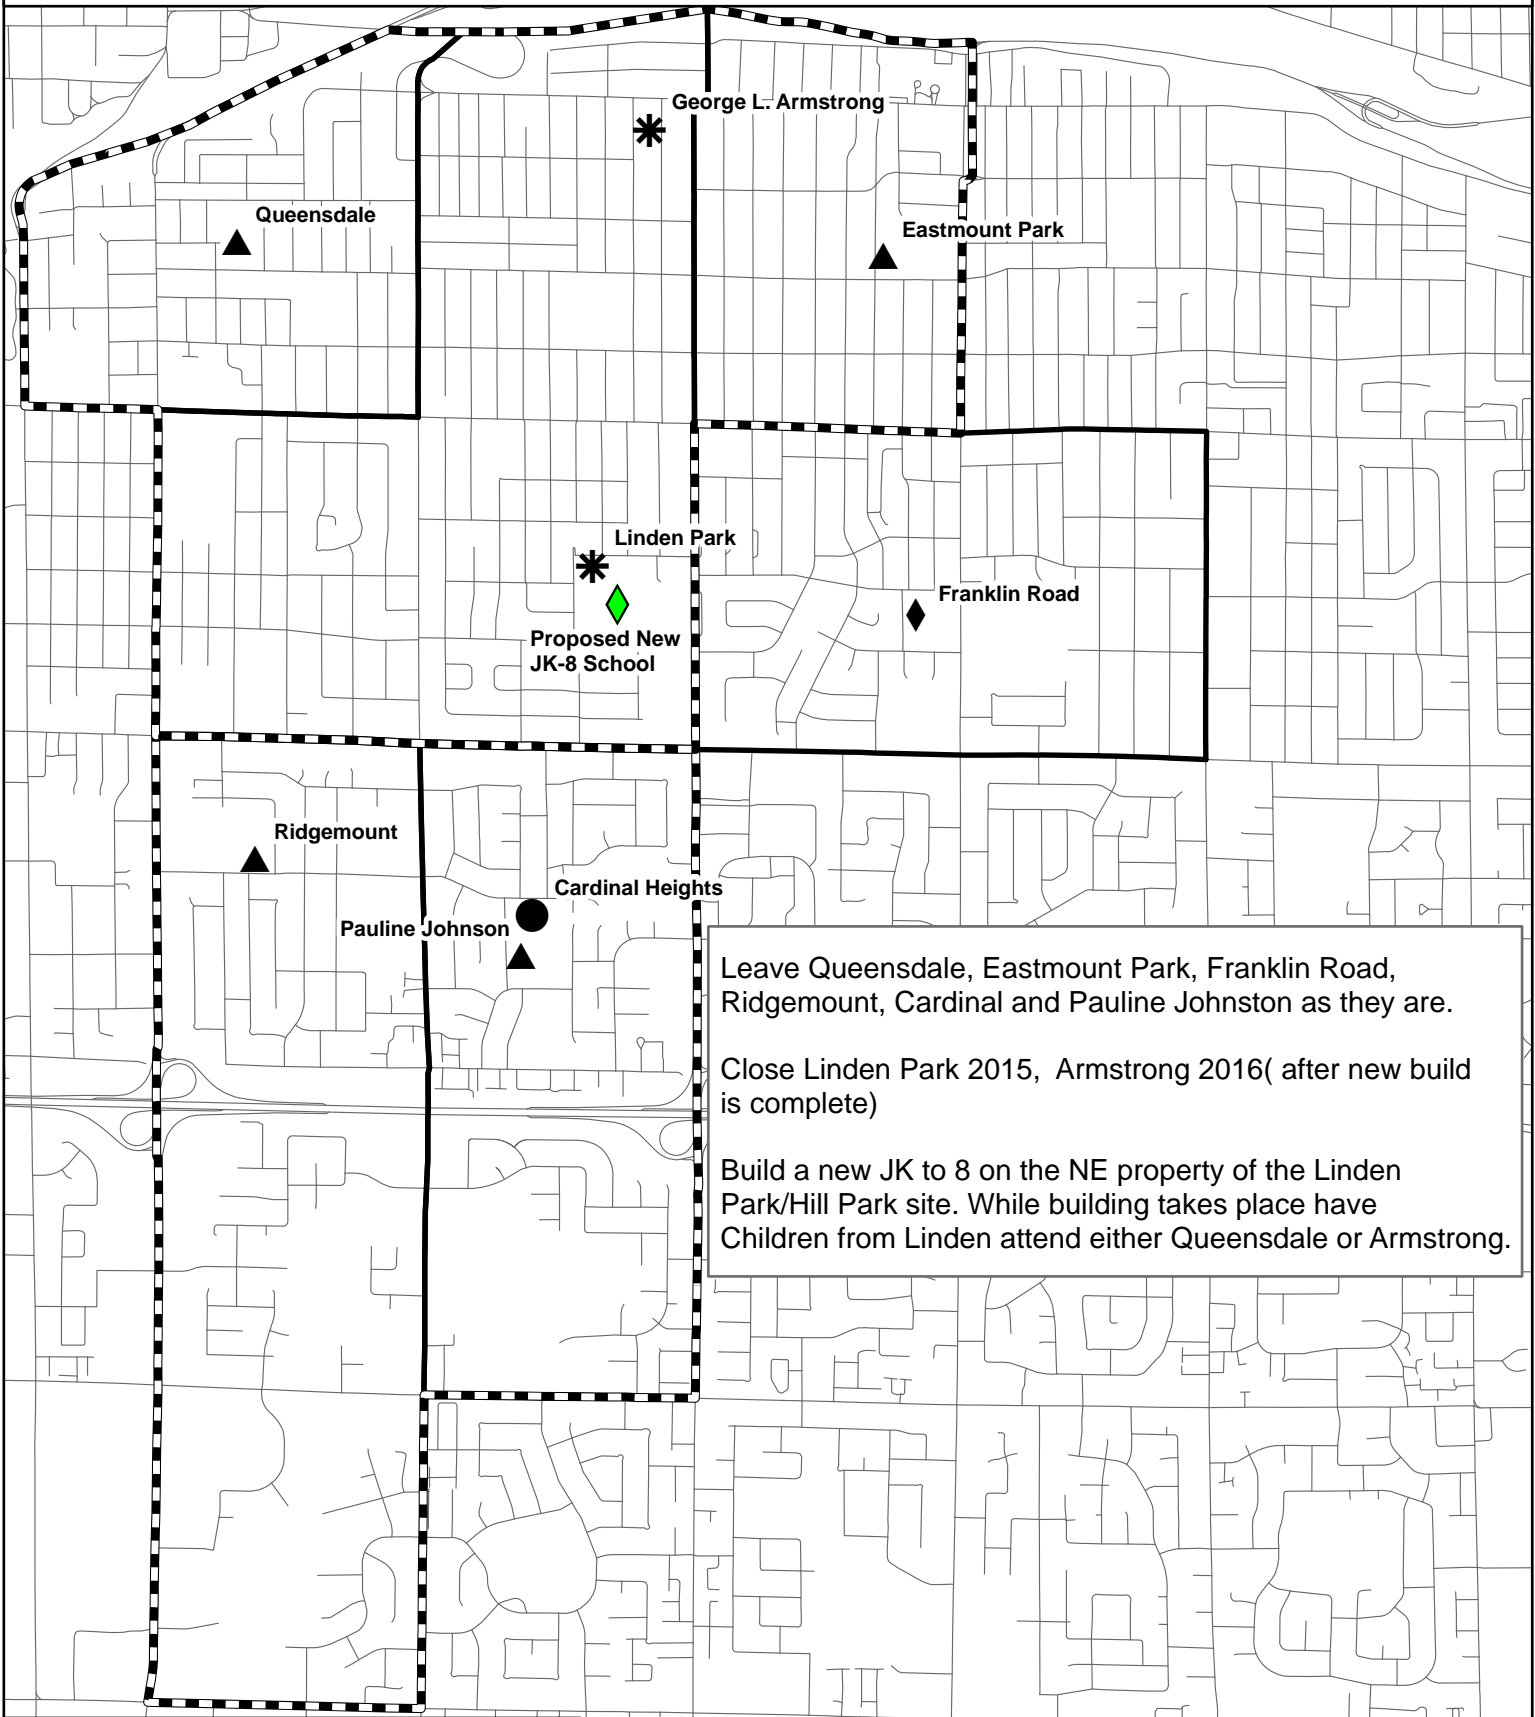 George L. Armstrong
Queensdale
Eastmount Park
Linden Park
Franklin Road
Proposed New
JK-8 School
Ridgemount
Cardinal Heights
Pauline Johnson
Leave Queensdale, Eastmount Park, Franklin Road,
Ridgemount, Cardinal and Pauline Johnston as they are.
Close Linden Park 2015,  Armstrong 2016( after new build
is complete)
Build a new JK to 8 on the NE property of the Linden
Park/Hill Park site. While building takes place have
Children from Linden attend either Queensdale or Armstrong.